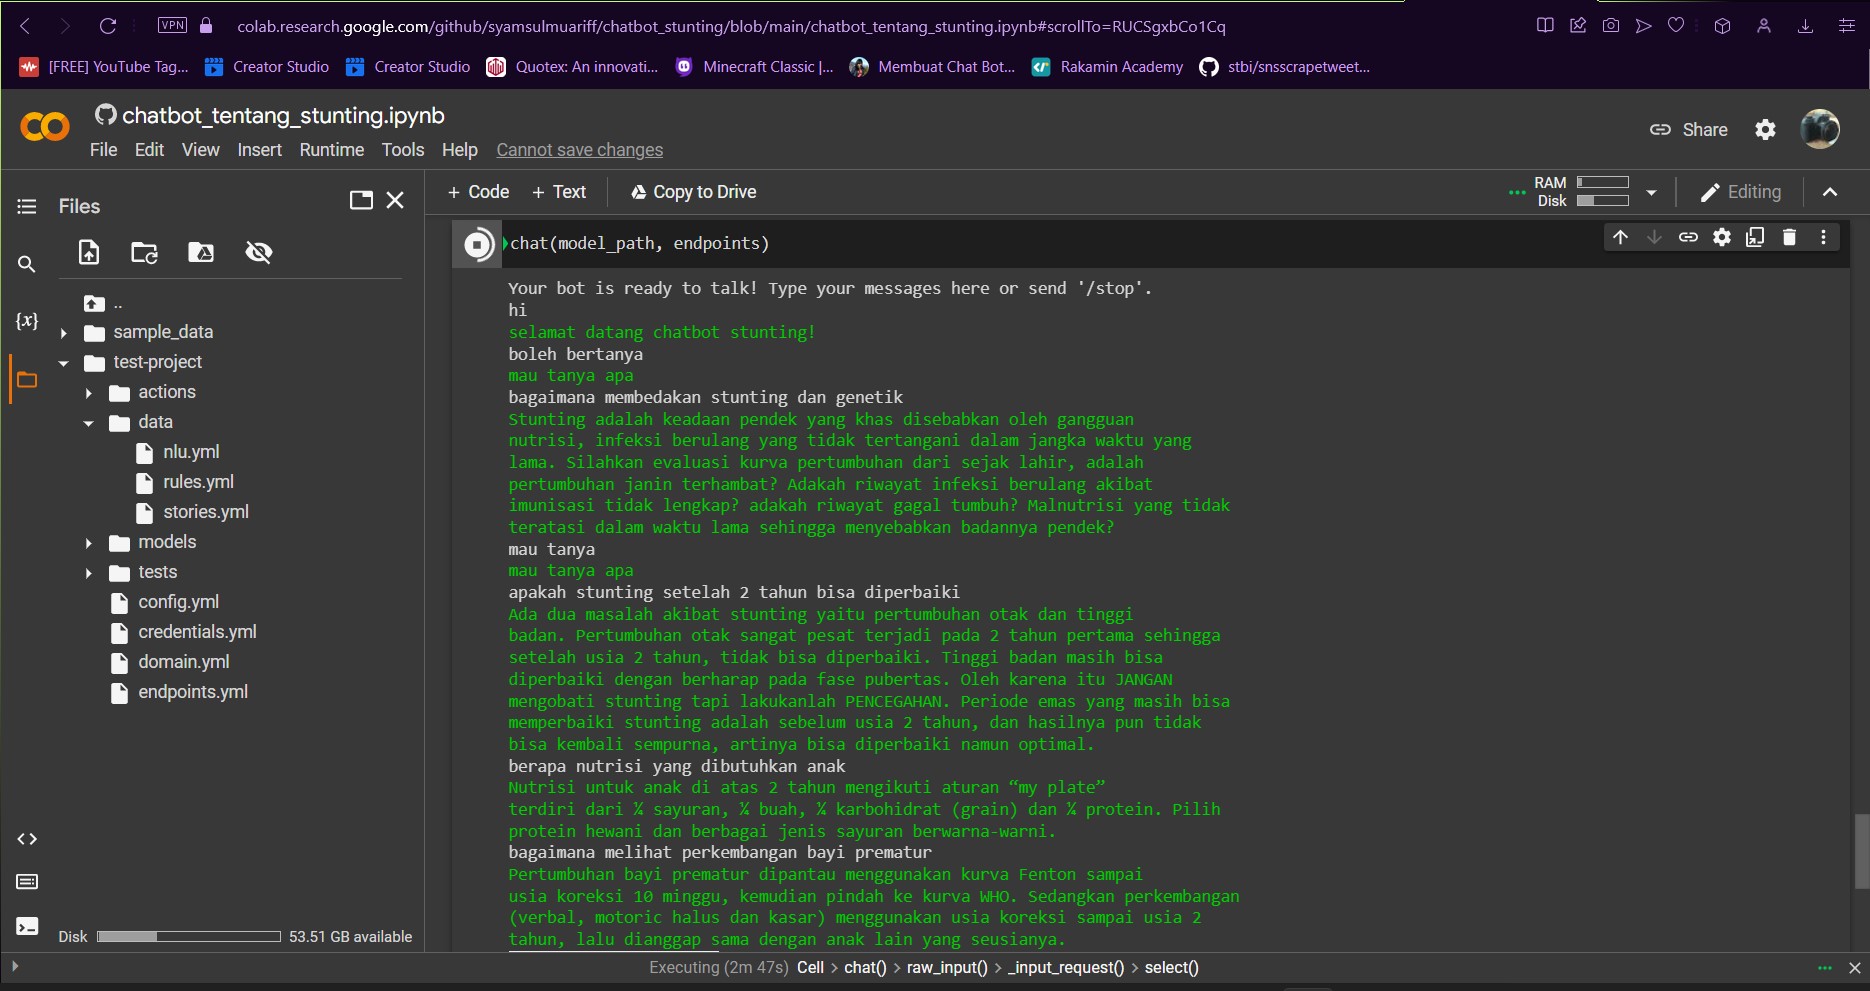 VPN
colab.research.google.com/github/syamsulmuariff/chatbot_stunting/blob/main/chatbot_tentang_stunting.ipynb#scrollTo=RUCSgxbCo1Cq
[FREE] YouTube Tag... Creator Studio Creator Studio Quotex: An innovati... Minecraft Classic |... Membuat Chat Bot... Rakamin Academy stbi/snsscrapetweet...
chatbot_tentang_stunting.ipynb
File Edit View Insert Runtime Tools Help Cannot save changes
Share
Files
+ Code + Text Copy to Drive
RAM
Disk
Editing
..
sample_data
test-project
actions
data
nlu.yml
rules.yml
stories.yml
models
tests
config.yml
credentials.yml
domain.yml
endpoints.yml
{x}
Disk 53.51 GB available
chat(model_path, endpoints)
Your bot is ready to talk! Type your messages here or send '/stop'.
hi
selamat datang chatbot stunting!
boleh bertanya
mau tanya apa
bagaimana membedakan stunting dan genetik
Stunting adalah keadaan pendek yang khas disebabkan oleh gangguan
nutrisi, infeksi berulang yang tidak tertangani dalam jangka waktu yang
lama. Silahkan evaluasi kurva pertumbuhan dari sejak lahir, adalah
pertumbuhan janin terhambat? Adakah riwayat infeksi berulang akibat
imunisasi tidak lengkap? adakah riwayat gagal tumbuh? Malnutrisi yang tidak
teratasi dalam waktu lama sehingga menyebabkan badannya pendek?
mau tanya
mau tanya apa
apakah stunting setelah 2 tahun bisa diperbaiki
Ada dua masalah akibat stunting yaitu pertumbuhan otak dan tinggi
badan. Pertumbuhan otak sangat pesat terjadi pada 2 tahun pertama sehingga
setelah usia 2 tahun, tidak bisa diperbaiki. Tinggi badan masih bisa
diperbaiki dengan berharap pada fase pubertas. Oleh karena itu JANGAN
mengobati stunting tapi lakukanlah PENCEGAHAN. Periode emas yang masih bisa
memperbaiki stunting adalah sebelum usia 2 tahun, dan hasilnya pun tidak
bisa kembali sempurna, artinya bisa diperbaiki namun optimal.
berapa nutrisi yang dibutuhkan anak
Nutrisi untuk anak di atas 2 tahun mengikuti aturan “my plate”
terdiri dari ¼ sayuran, ¼ buah, ¼ karbohidrat (grain) dan ¼ protein. Pilih
protein hewani dan berbagai jenis sayuran berwarna-warni.
bagaimana melihat perkembangan bayi prematur
Pertumbuhan bayi prematur dipantau menggunakan kurva Fenton sampai
usia koreksi 10 minggu, kemudian pindah ke kurva WHO. Sedangkan perkembangan
(verbal, motoric halus dan kasar) menggunakan usia koreksi sampai usia 2
tahun, lalu dianggap sama dengan anak lain yang seusianya.
Executing (2m 47s) Cell > chat() > raw_input() > _input_request() > select()